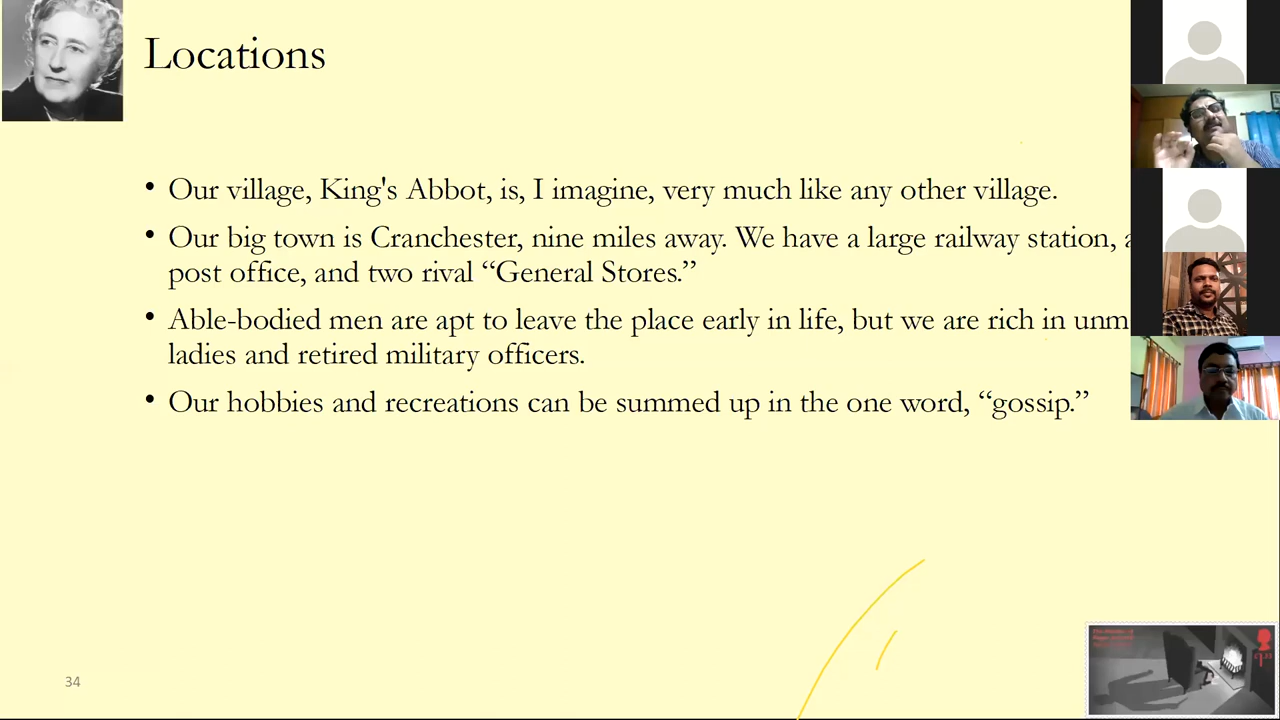 Locations
• Our village, King's Abbot, is, I imagine, very much like any other village.
• Our big town is Cranchester, nine miles away. We have a large railway station, a
post office, and two rival “General Stores.”
• Able-bodied men are apt to leave the place early in life, but we are rich in unm
ladies and retired military officers.
• Our hobbies and recreations can be summed up in the one word, “gossip.”
34